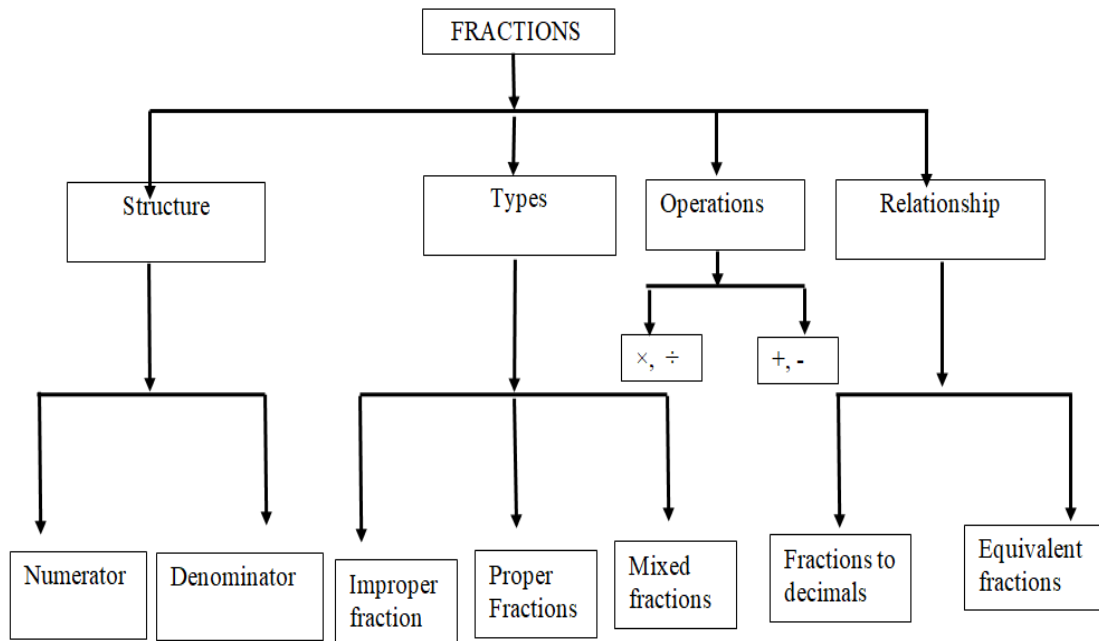 FRACTIONS
Structure
Types
Operations
Relationship
×, ÷
+, -
Numerator
Denominator
Improper
fraction
Proper
Fractions
Mixed
fractions
Fractions to
decimals
Equivalent
fractions